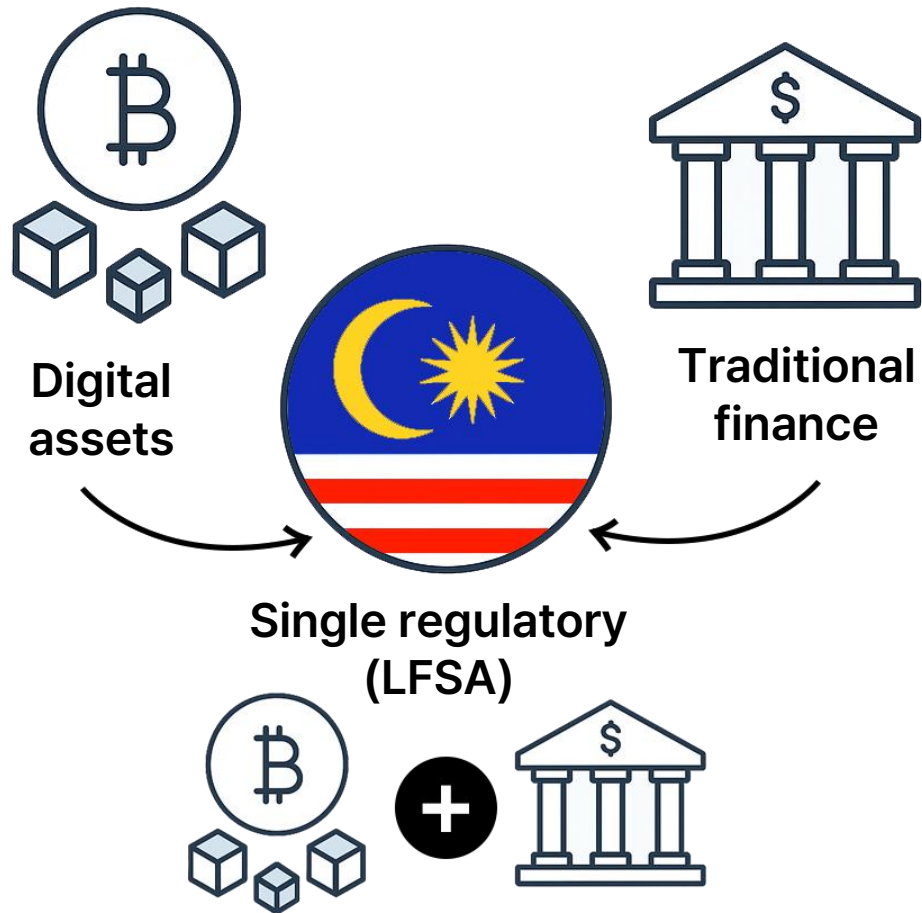 $
Digital
assets
Traditional
finance
Single regulatory
(LFSA)
$